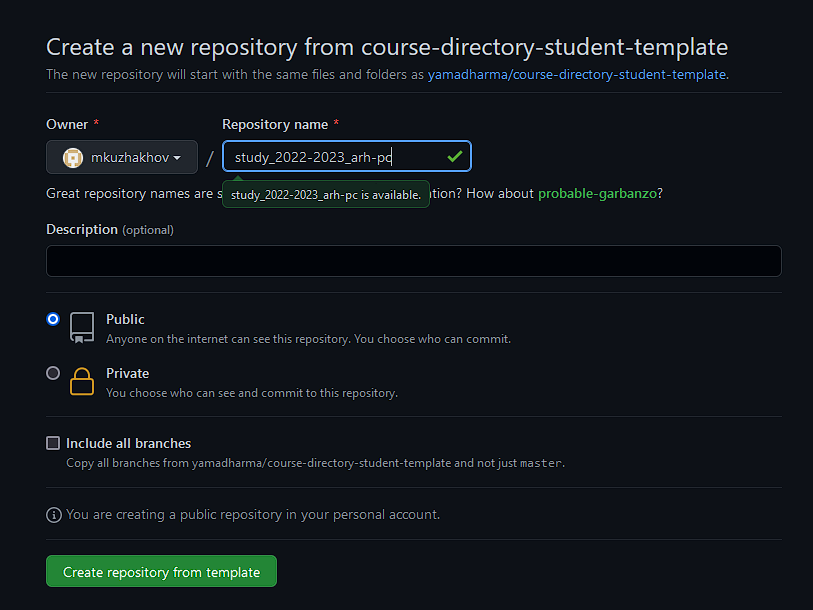 Create a new repository from course-directory-student-template
The new repository will start with the same files and folders as yamadharma/course-directory-student-template.
Owner * Repository name *
mkuzhakhov / study_2022-2023_arh-pc
Great repository names are s study_2022-2023_arh-pc is available. tion? How about probable-garbanzo?
Description (optional)
Public
Anyone on the internet can see this repository. You choose who can commit.
Private
You choose who can see and commit to this repository.
Include all branches
Copy all branches from yamadharma/course-directory-student-template and not just master.
You are creating a public repository in your personal account.
Create repository from template